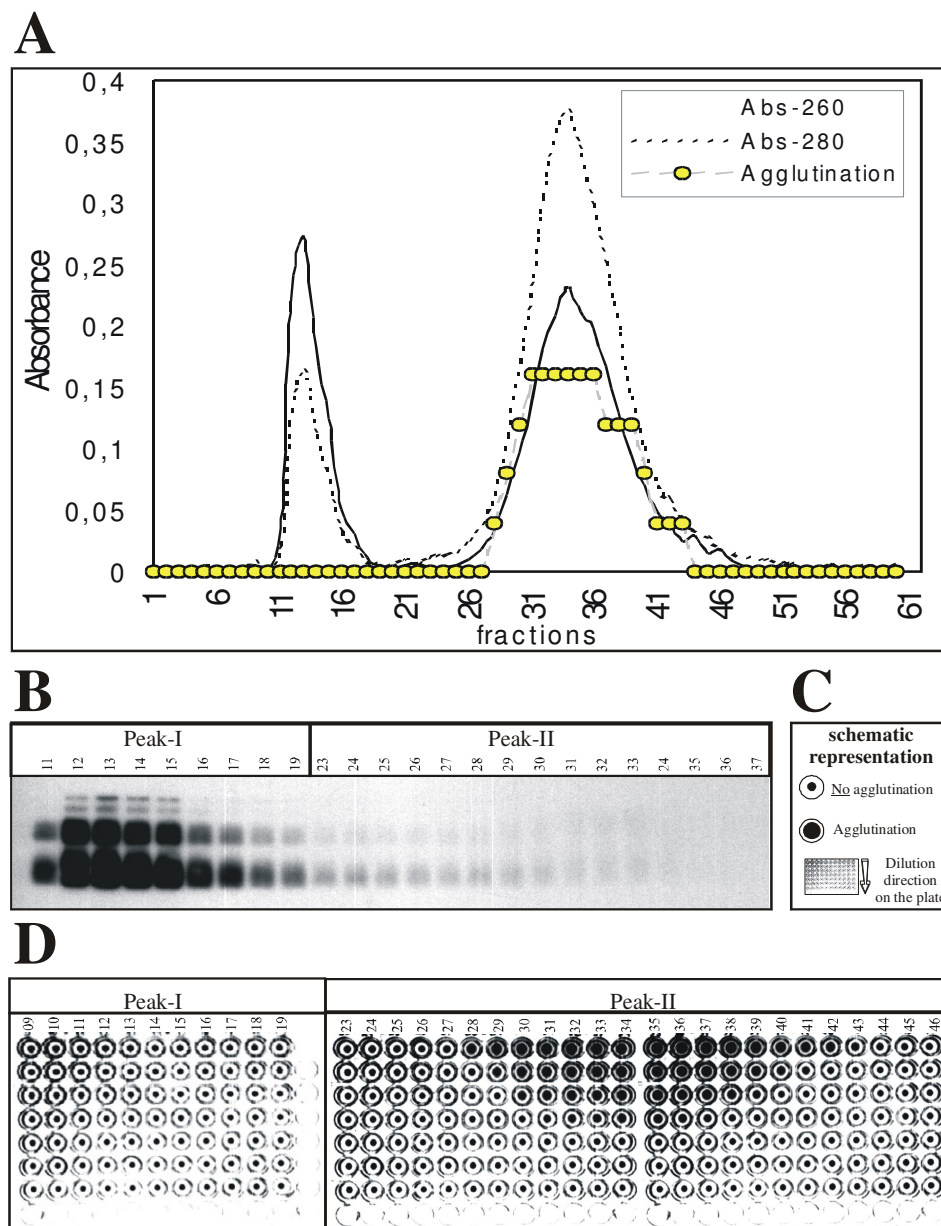 A
0,4
0,35
0,3
0,25
0,2
0,15
0,1
0,05
0
Absorbance
Abs-260
Abs-280
Agglutination
1 6 11 16 21 26 31 36 41 46 51 56 61
fractions
B
Peak-I Peak-II
11 12 13 14 15 16 17 18 19 23 24 25 26 27 28 29 30 31 32 33 24 35 36 37
C
schematic
representation
No agglutination
Agglutination
Dilution
direction
on the plate
D
Peak-I Peak-II
09 10 11 12 13 14 15 16 17 18 19 23 24 25 26 27 28 29 30 31 32 33 34 35 36 37 38 39 40 41 42 43 44 45 46